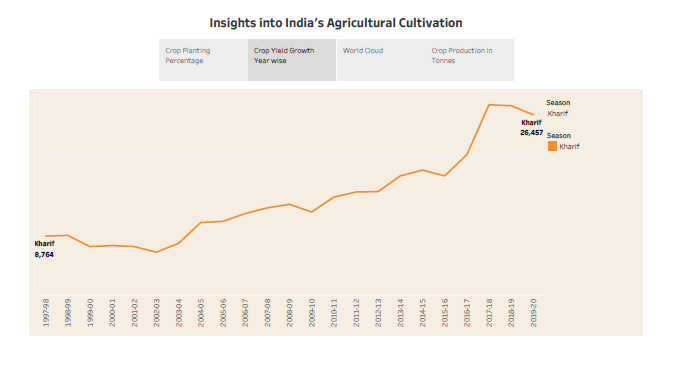 Insights into India's Agricultural Cultivation
Crop Planting
Percentage
Crop Yield Growth
Year wise
World Cloud
Crop Production in
Tonnes
Season
Kharif
Season
Kharif
Kharif
26,457
Kharif
8,764
1997-98
1998-99
1999-00
2000-01
2001-02
2002-03
2003-04
2004-05
2005-06
2006-07
2007-08
2008-09
2009-10
2010-11
2011-12
2012-13
2013-14
2014-15
2015-16
2016-17
2017-18
2018-19
2019-20